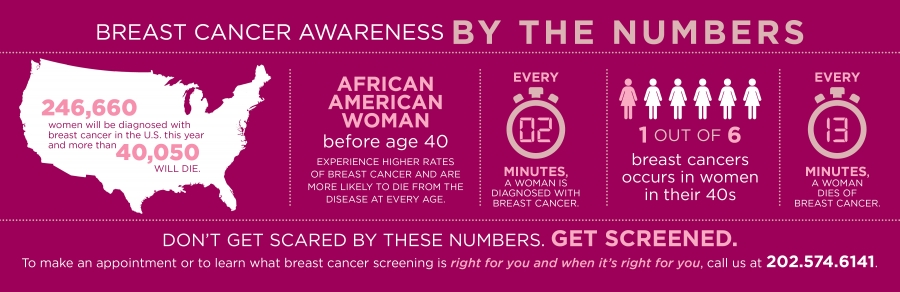 BREAST CANCER AWARENESS BY THE NUMBERS
246,660
women will be diagnosed with
breast cancer in the U.S. this year
and more than 40,050
WILL DIE.
AFRICAN
AMERICAN
WOMAN
before age 40
EXPERIENCE HIGHER RATES
OF BREAST CANCER AND ARE
MORE LIKELY TO DIE FROM THE
DISEASE AT EVERY AGE.
EVERY
02
MINUTES,
A WOMAN IS
DIAGNOSED WITH
BREAST CANCER.
1 OUT OF 6
breast cancers
occurs in women
in their 40s
EVERY
13
MINUTES,
A WOMAN
DIES OF
BREAST CANCER.
DON'T GET SCARED BY THESE NUMBERS. GET SCREENED.
To make an appointment or to learn what breast cancer screening is right for you and when it's right for you, call us at 202.574.6141.